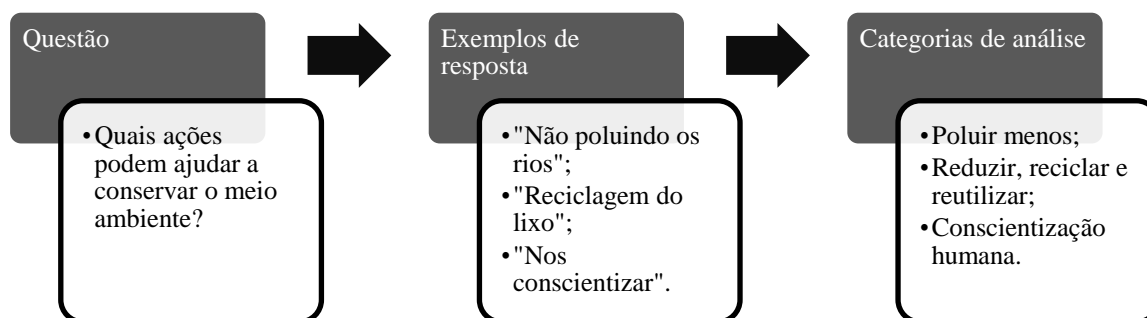 Questão
•Quais ações
podem ajudar a
conservar o meio
ambiente?
Exemplos de
resposta
•"Não poluindo os
rios";
•"Reciclagem do
lixo";
•"Nos
conscientizar".
Categorias de análise
•Poluir menos;
•Reduzir, reciclar e
reutilizar;
•Conscientização
humana.